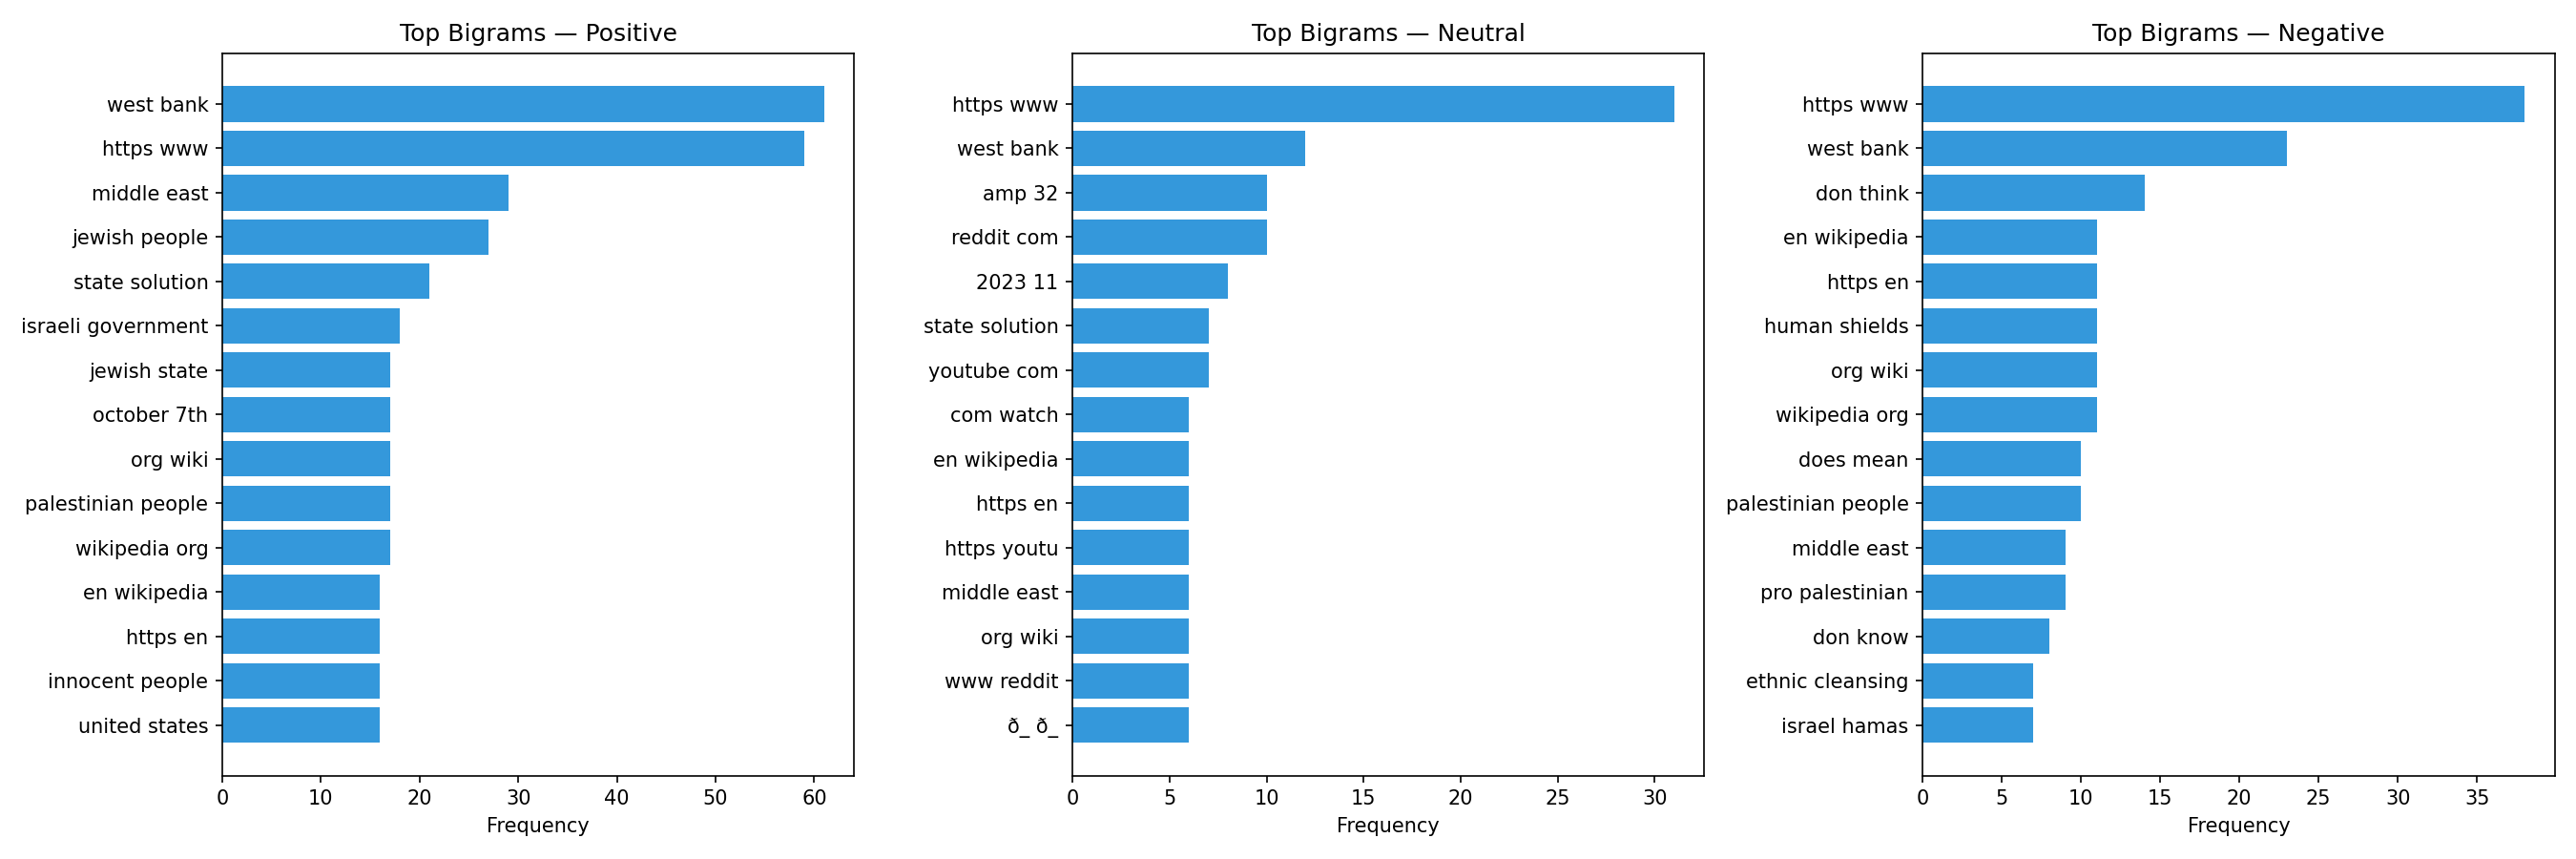 Top Bigrams — Positive
west bank
https www
middle east
jewish people
state solution
israeli government
jewish state
october 7th
org wiki
palestinian people
wikipedia org
en wikipedia
https en
innocent people
united states
0 10 20 30 40 50 60
Frequency
Top Bigrams — Neutral
https www
west bank
amp 32
reddit com
2023 11
state solution
youtube com
com watch
en wikipedia
https en
https youtu
middle east
org wiki
www reddit
ð_ ð_
0 5 10 15 20 25 30
Frequency
Top Bigrams — Negative
https www
west bank
don think
en wikipedia
https en
human shields
org wiki
wikipedia org
does mean
palestinian people
middle east
pro palestinian
don know
ethnic cleansing
israel hamas
0 5 10 15 20 25 30 35
Frequency